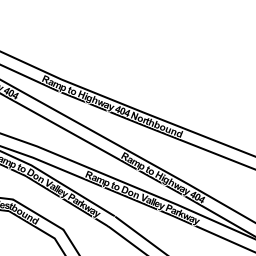 Ramp to Highway 404 Northbound
404
Ramp to Highway 404
Ramp to Don Valley Parkway
amp to Don Valley Parkway
estbound